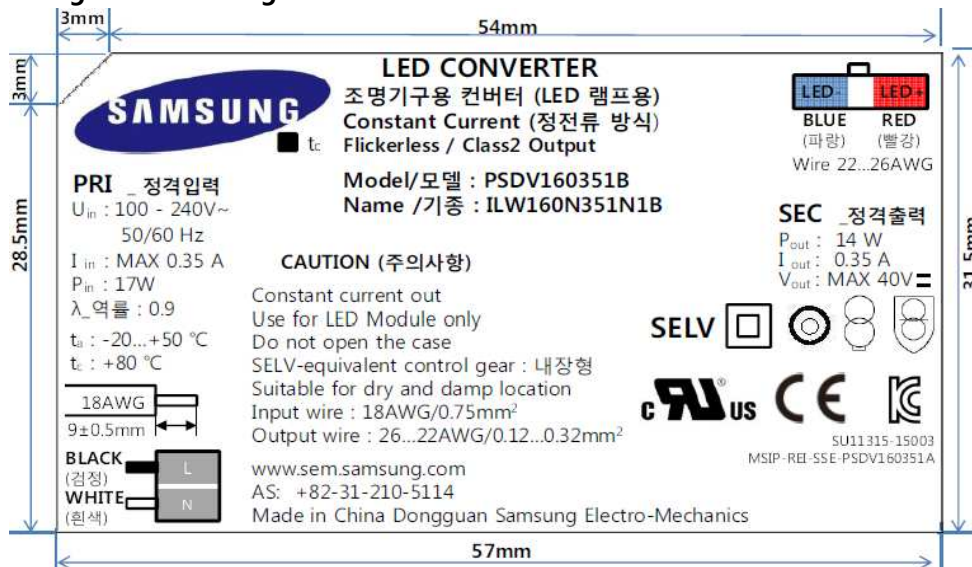 3mm
54mm
3mm
28.5mm
31.5mm
SAMSUNG
tc
LED CONVERTER
조명기구용 컨버터 (LED 램프용)
Constant Current (정전류 방식)
Flickerless / Class2 Output
Model/모델 : PSDV160351B
Name /기종 : ILW160N351N1B
LED-
LED+
BLUE RED
(파랑) (빨강)
Wire 22...26AWG
PRI _ 정격입력
Uin : 100 - 240V~
50/60 Hz
I in : MAX 0.35 A
Pin : 17W
λ_역률 : 0.9
ta : -20...+50 ℃
tc : +80 ℃
18AWG
9±0.5mm
BLACK
(검정)
WHITE
(흰색)
L
N
CAUTION (주의사항)
Constant current out
Use for LED Module only
Do not open the case
SELV-equivalent control gear : 내장형
Suitable for dry and damp location
Input wire : 18AWG/0.75mm²
Output wire : 26...22AWG/0.12...0.32mm²
www.sem.samsung.com
AS: +82-31-210-5114
Made in China Dongguan Samsung Electro-Mechanics
SEC _정격출력
Pout : 14 W
I out : 0.35 A
Vout : MAX 40V
SELV
c RU ® US CE KC
SU11315-15003
MSIP-REI-SSE-PSDV160351A
57mm